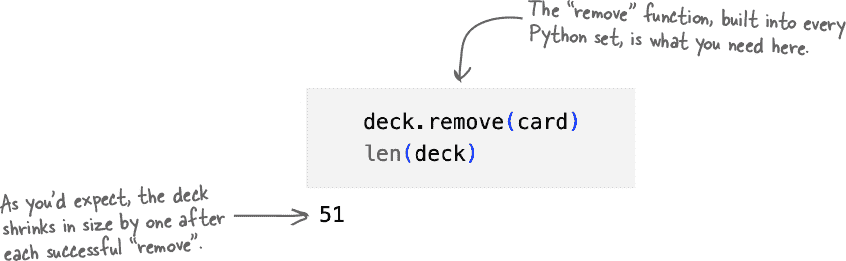 The “remove” function, built into every
Python set, is what you need here.
deck.remove(card)
len(deck)
As you'd expect, the deck
shrinks in size by one after
each successful “remove”.
51